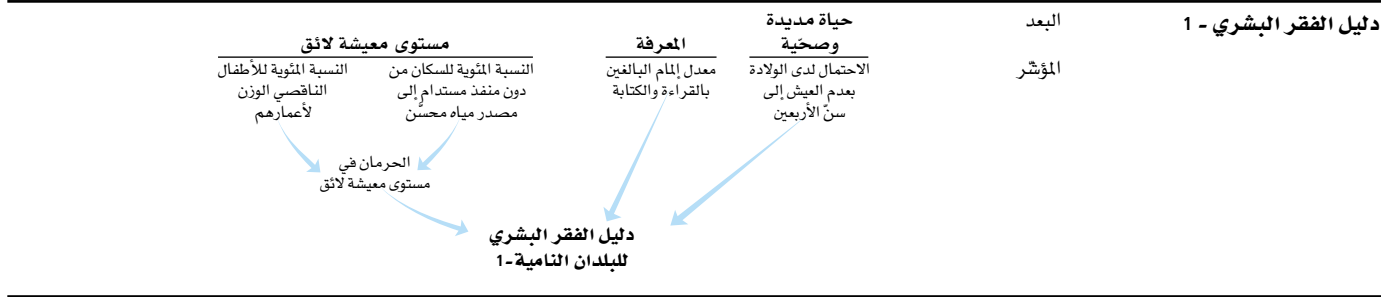 دليل الفقر البشري - 1
البعد
حياة مديدة
وصحّية
المعرفة
مستوى معيشة لائق
المؤشّر
الاحتمال لدى الولادة
بعدم العيش إلى
سنّ الأربعين
معدل إلمام البالغين
بالقراءة والكتابة
النسبة المئوية للسكان من
دون منفذ مستدام إلى
مصدر مياه محسَّن
النسبة المئوية للأطفال
الناقصي الوزن
لأعمارهم
الحرمان في
مستوى معيشة لائق
دليل الفقر البشري
للبلدان النامية-1